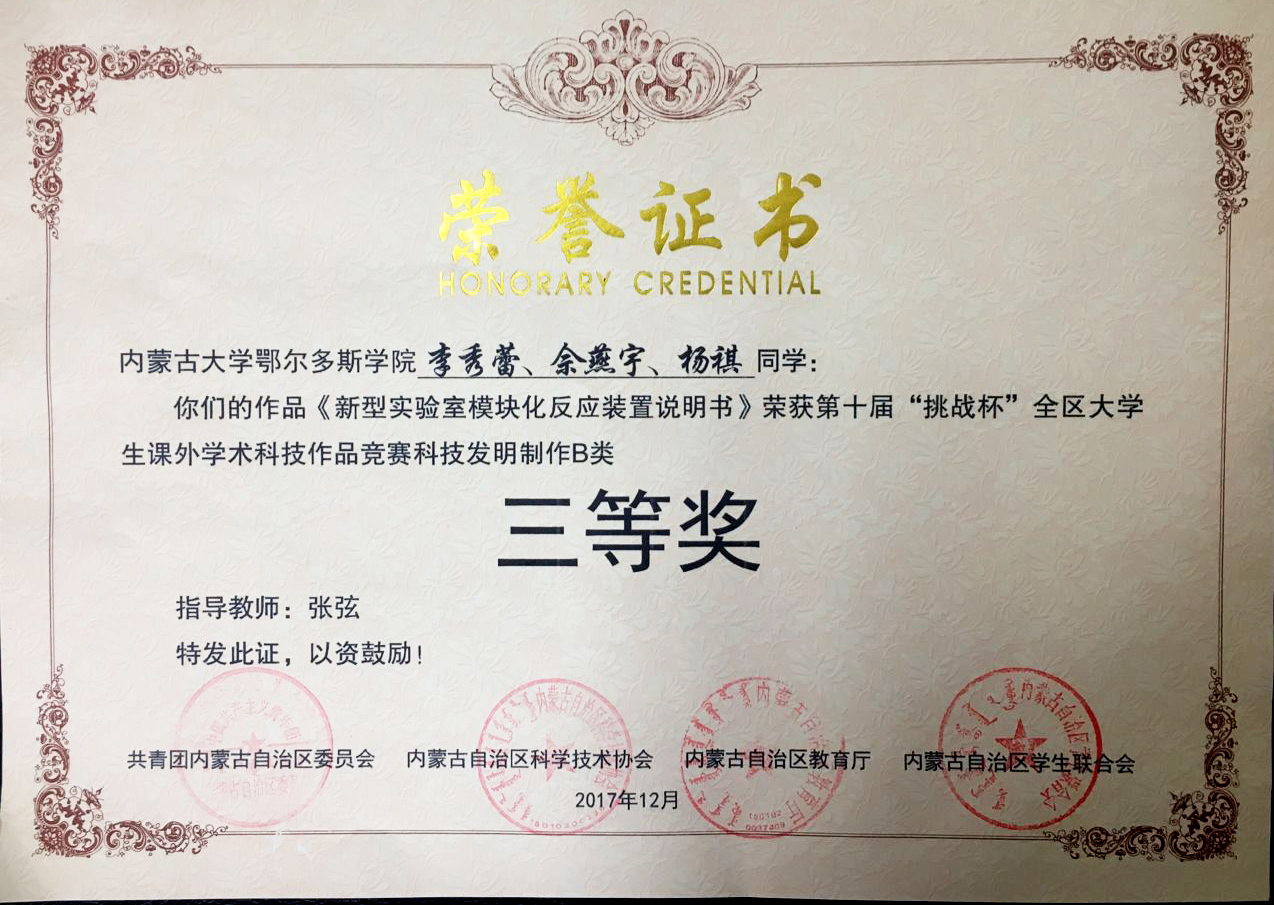 荣誉证书
HONORARY CREDENTIAL
内蒙古大学鄂尔多斯学院李秀蕾、佘燕宇、杨祺同学：
你们的作品《新型实验室模块化反应装置说明书》荣获第十届“挑战杯”全区大学
生课外学术科技作品竞赛科技发明制作B类
三等奖
指导教师：张弦
特发此证，以资鼓励！
共青团内蒙古自治区委员会 内蒙古自治区科学技术协会 内蒙古自治区教育厅 内蒙古自治区学生联合会
2017年12月